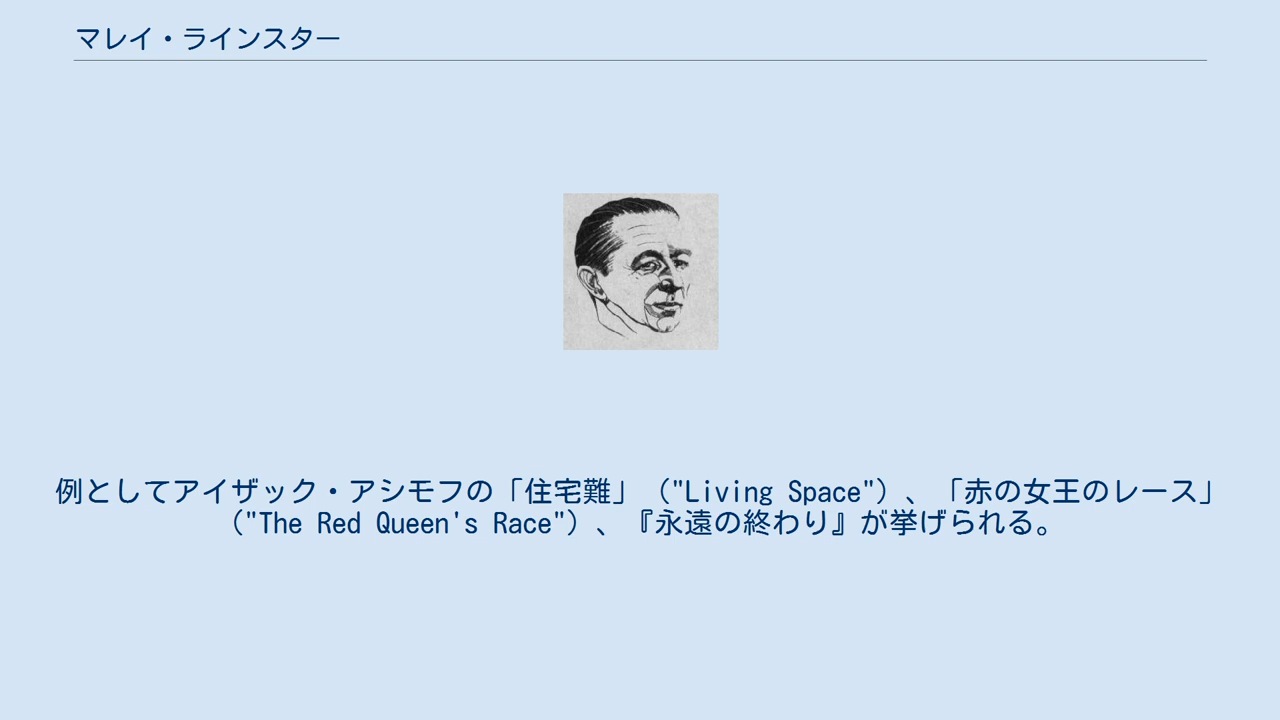 マレイ・ラインスター
例としてアイザック・アシモフの「住宅難」（"Living Space"）、「赤の女王のレース」
（"The Red Queen's Race"）、『永遠の終わり』が挙げられる。